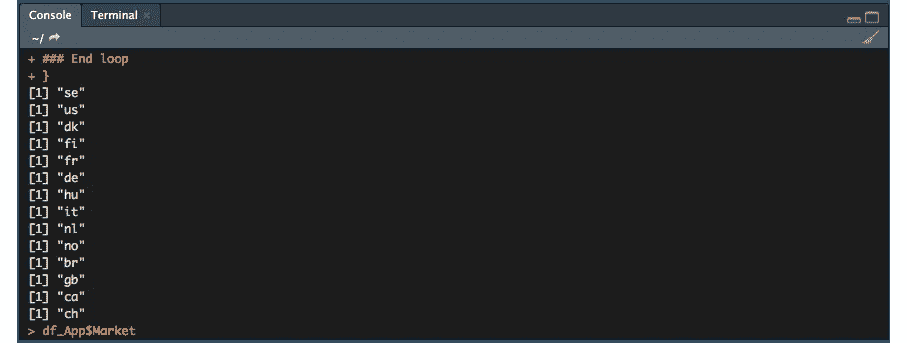 Console Terminal ×
~/
+ ### End loop
+ }
[1] "se"
[1] "us"
[1] "dk"
[1] "fi"
[1] "fr"
[1] "de"
[1] "hu"
[1] "it"
[1] "nl"
[1] "no"
[1] "br"
[1] "gb"
[1] "ca"
[1] "ch"
> df_App$Market